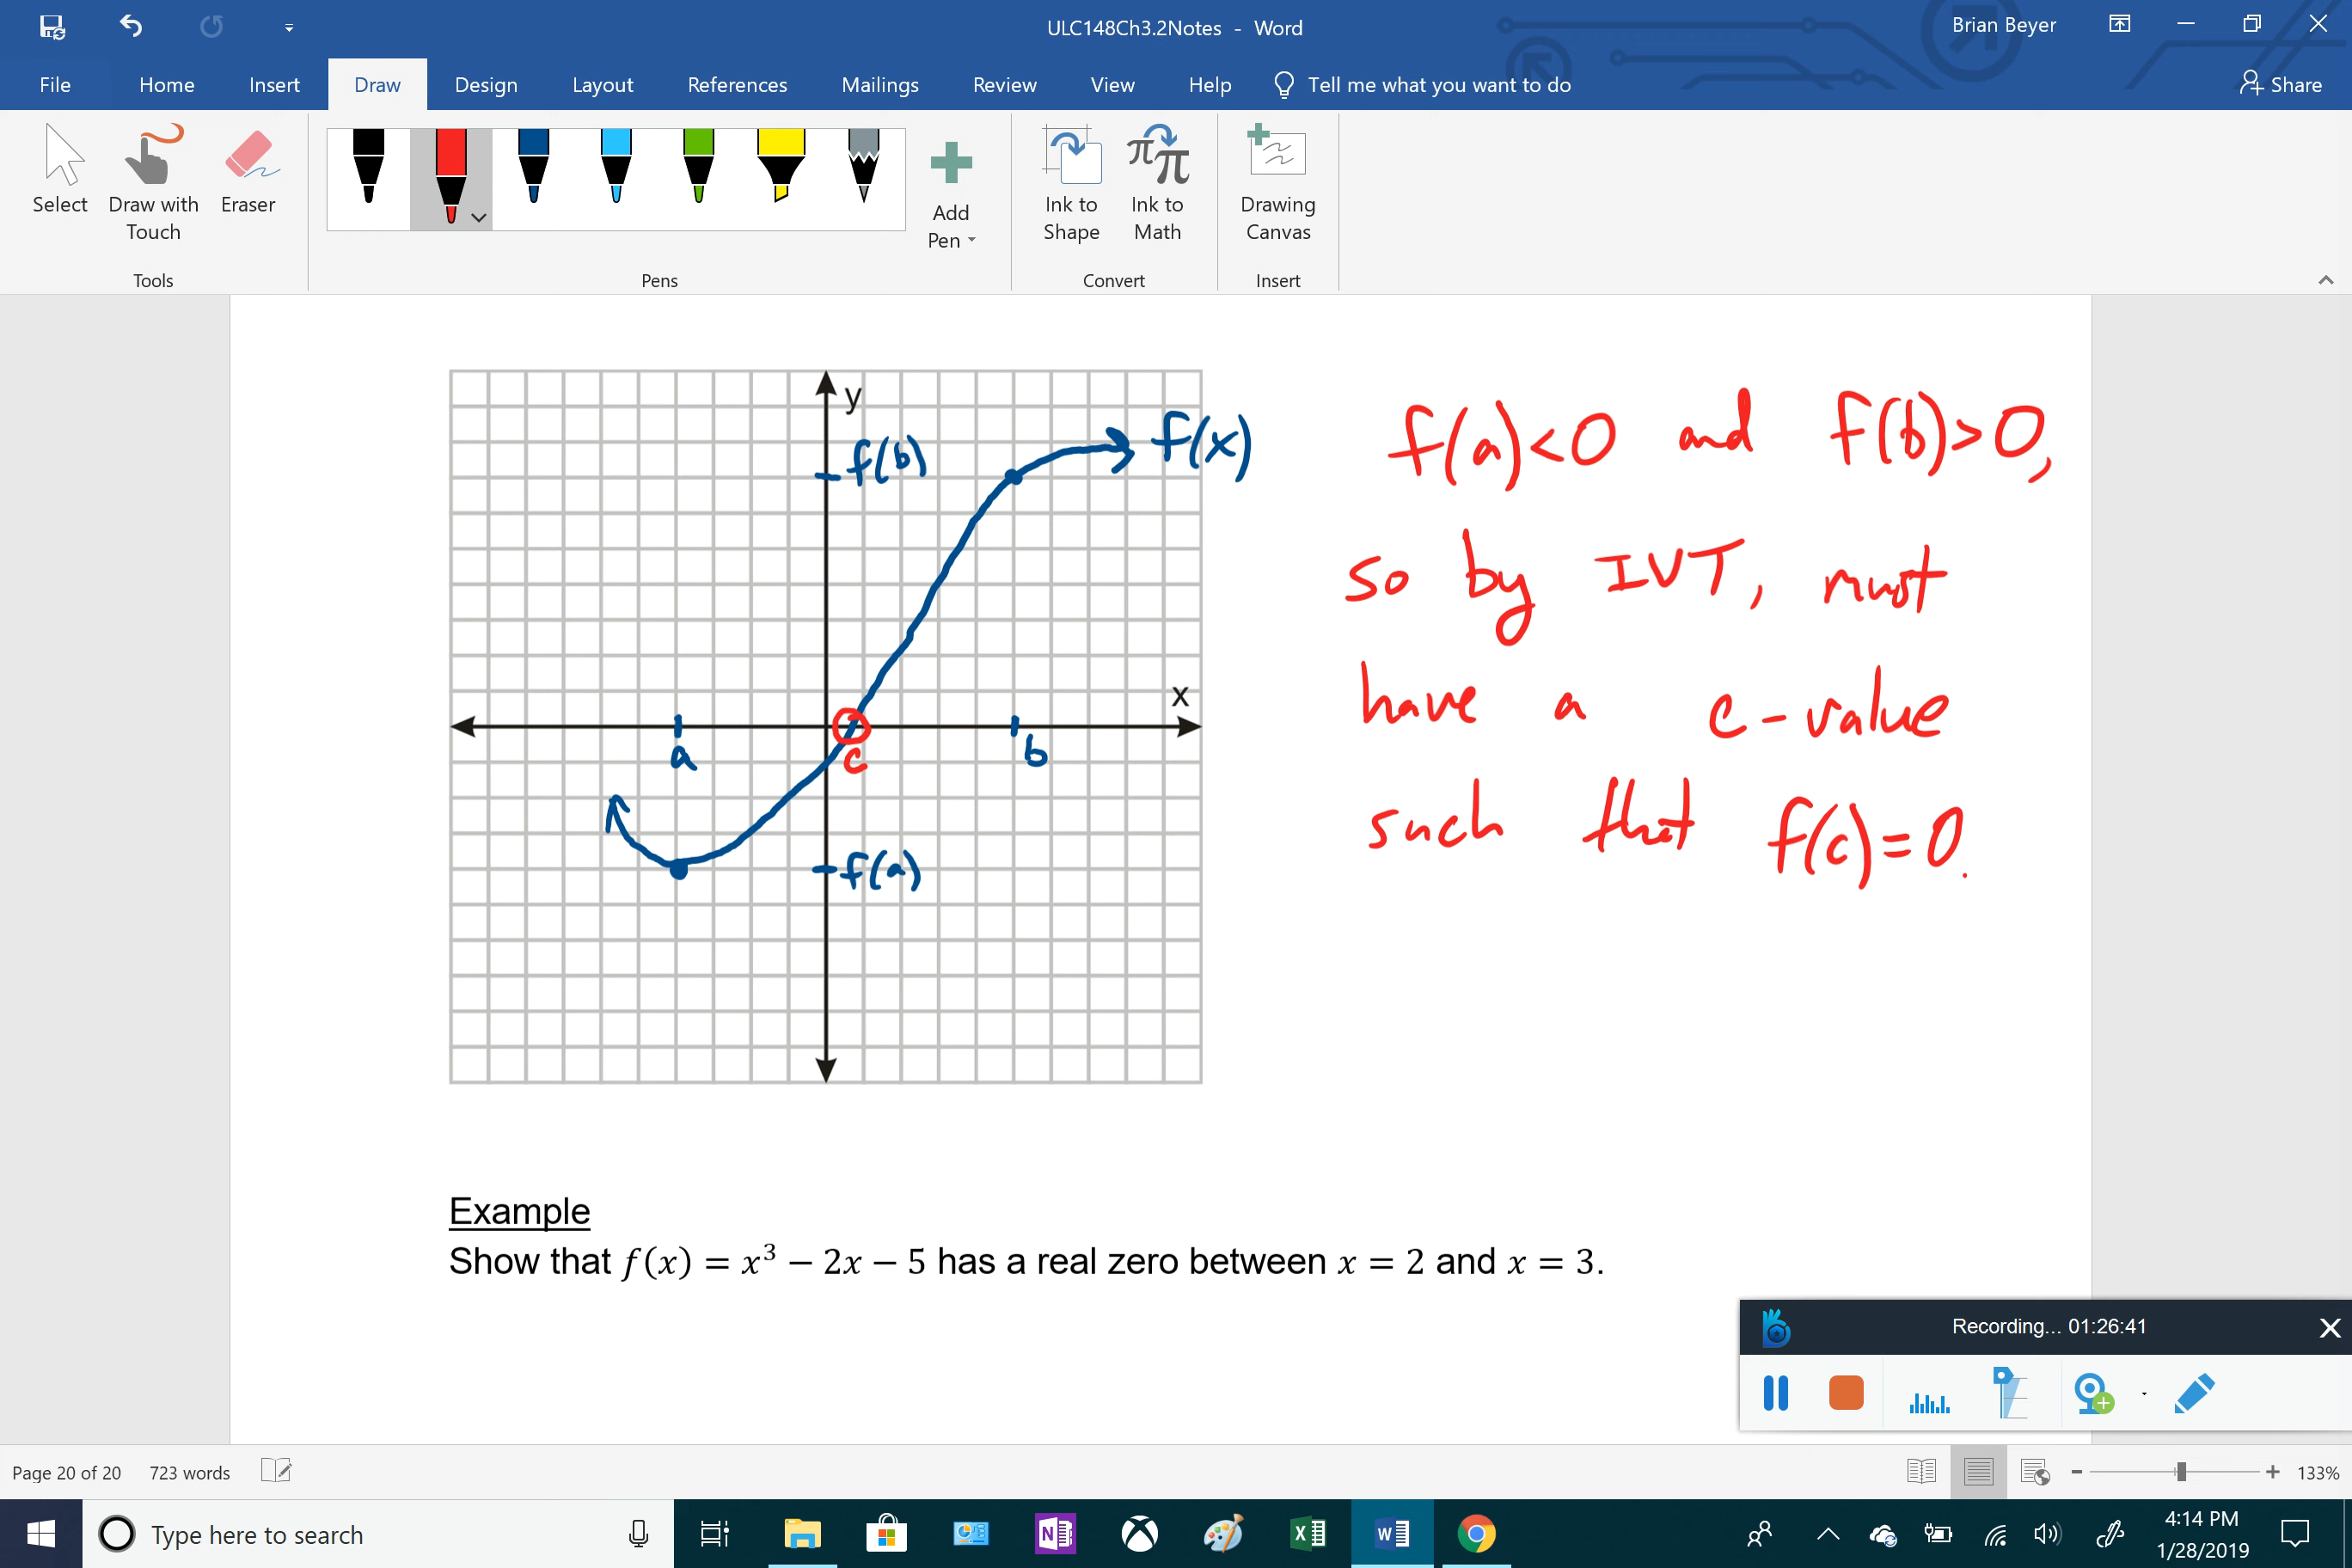 ULC148Ch3.2Notes - Word
Brian Beyer
File Home Insert Draw Design Layout References Mailings Review View Help Tell me what you want to do
Share
Select
Draw with
Touch
Eraser
Add
Pen
Ink to
Shape
Ink to
Math
Drawing
Canvas
Tools
Pens
Convert
Insert
y
f(b)
f(x)
x
a
c
b
f(a)
f(a)<0 and f(b)>0,
so by IVT, must
have a c-value
such that f(c)=0.
Example
Show that f(x) = x³ − 2x − 5 has a real zero between x = 2 and x = 3.
Recording... 01:26:41
Page 20 of 20 723 words
133%
Type here to search
4:14 PM
1/28/2019